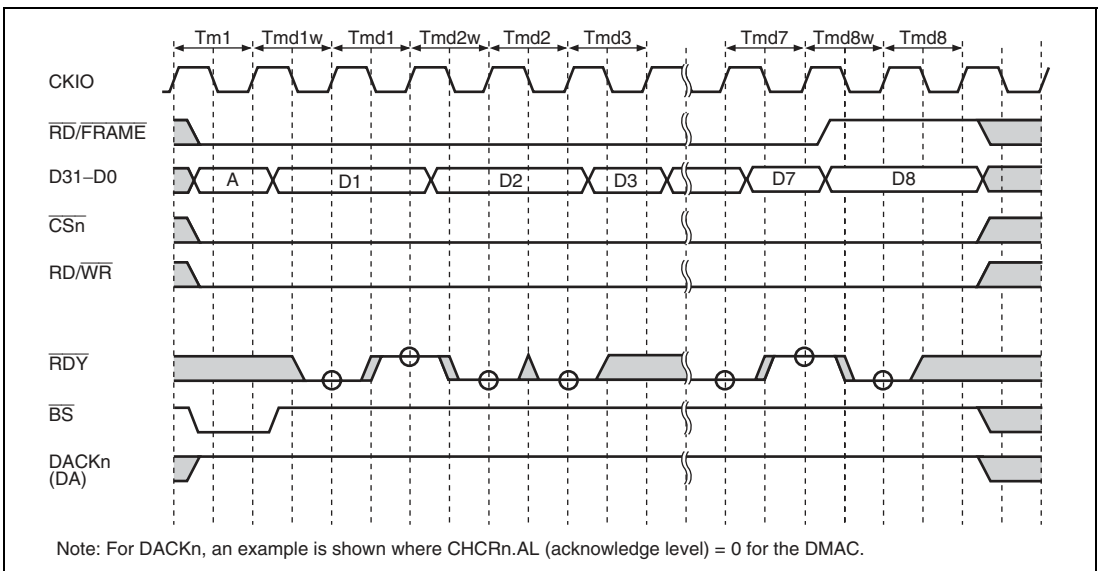 Tm1 Tmd1w Tmd1 Tmd2w Tmd2 Tmd3 Tmd7 Tmd8w Tmd8
CKIO
RD/FRAME
D31–D0 A D1 D2 D3 D7 D8
CSn
RD/WR
RDY
BS
DACKn
(DA)
Note: For DACKn, an example is shown where CHCRn.AL (acknowledge level) = 0 for the DMAC.